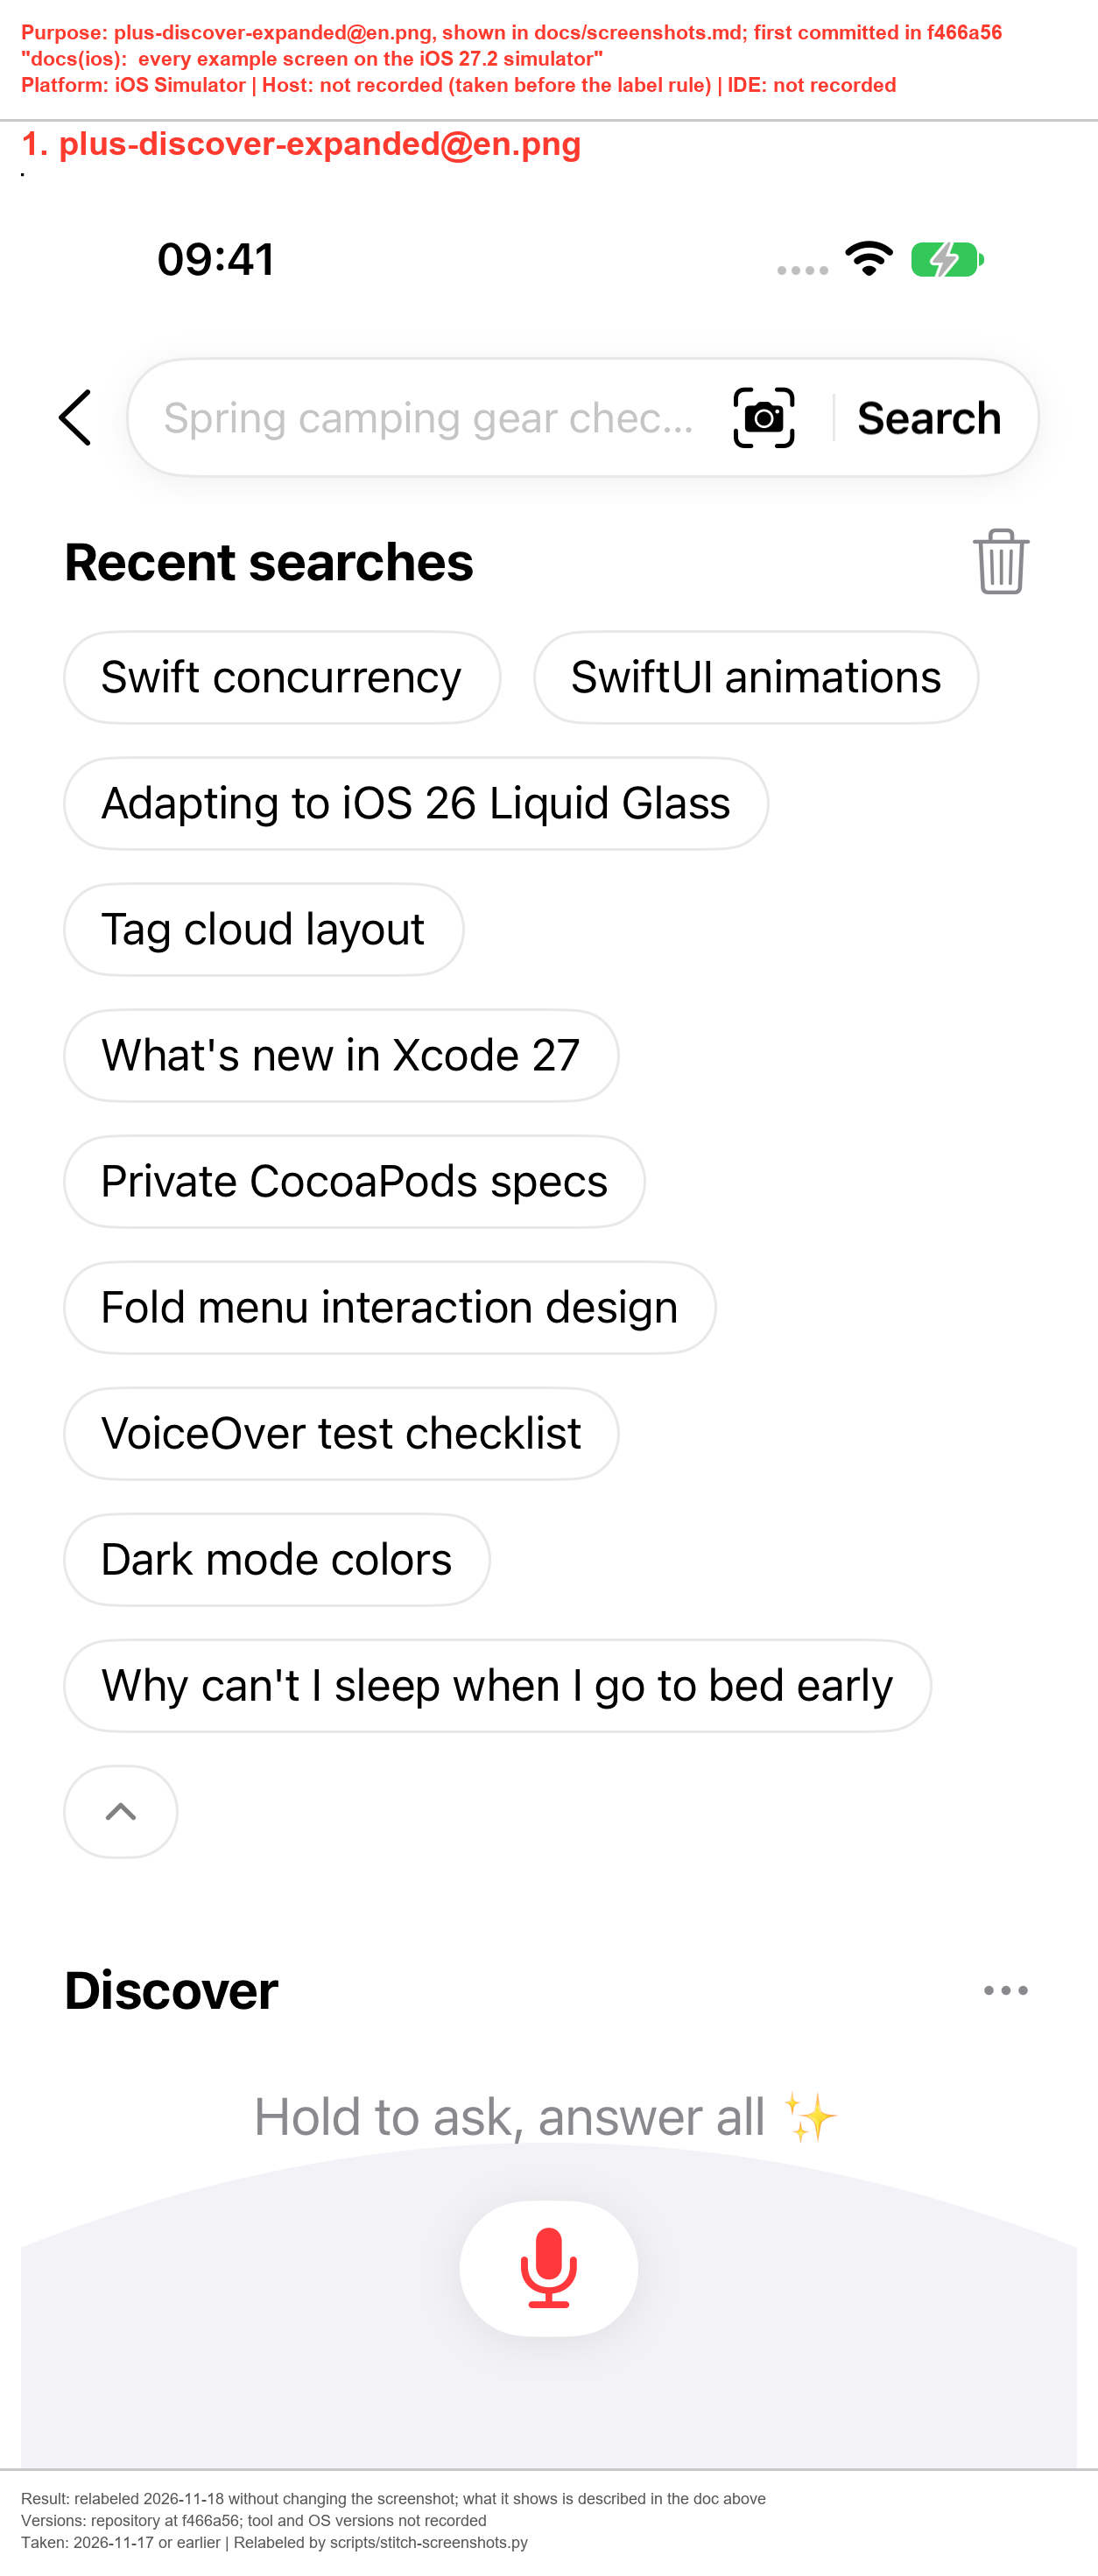 Purpose: plus-discover-expanded@en.png, shown in docs/screenshots.md; first committed in f466a56
"docs(ios):  every example screen on the iOS 27.2 simulator"
Platform: iOS Simulator | Host: not recorded (taken before the label rule) | IDE: not recorded
1. plus-discover-expanded@en.png
09:41
Spring camping gear chec... Search
Recent searches
Swift concurrency SwiftUI animations
Adapting to iOS 26 Liquid Glass
Tag cloud layout
What's new in Xcode 27
Private CocoaPods specs
Fold menu interaction design
VoiceOver test checklist
Dark mode colors
Why can't I sleep when I go to bed early
Discover
Hold to ask, answer all ✨
Result: relabeled 2026-11-18 without changing the screenshot; what it shows is described in the doc above
Versions: repository at f466a56; tool and OS versions not recorded
Taken: 2026-11-17 or earlier | Relabeled by scripts/stitch-screenshots.py